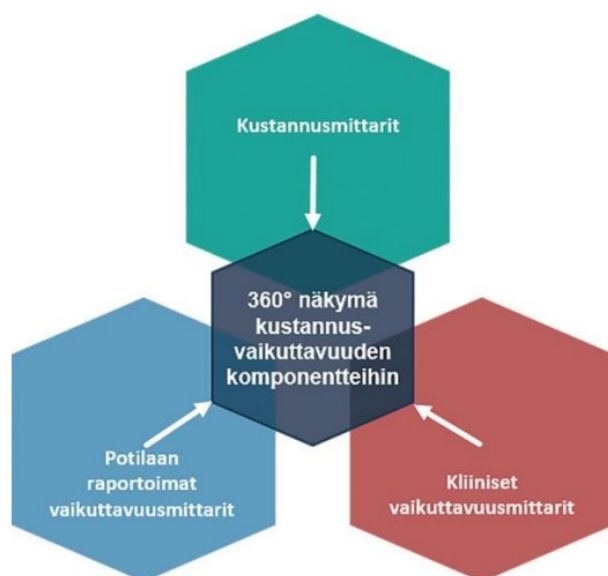 Kustannusmittarit
360° näkymä
kustannus-
vaikuttavuuden
komponentteihin
Potilaan
raportoimat
vaikuttavuusmittarit
Kliiniset
vaikuttavuusmittarit